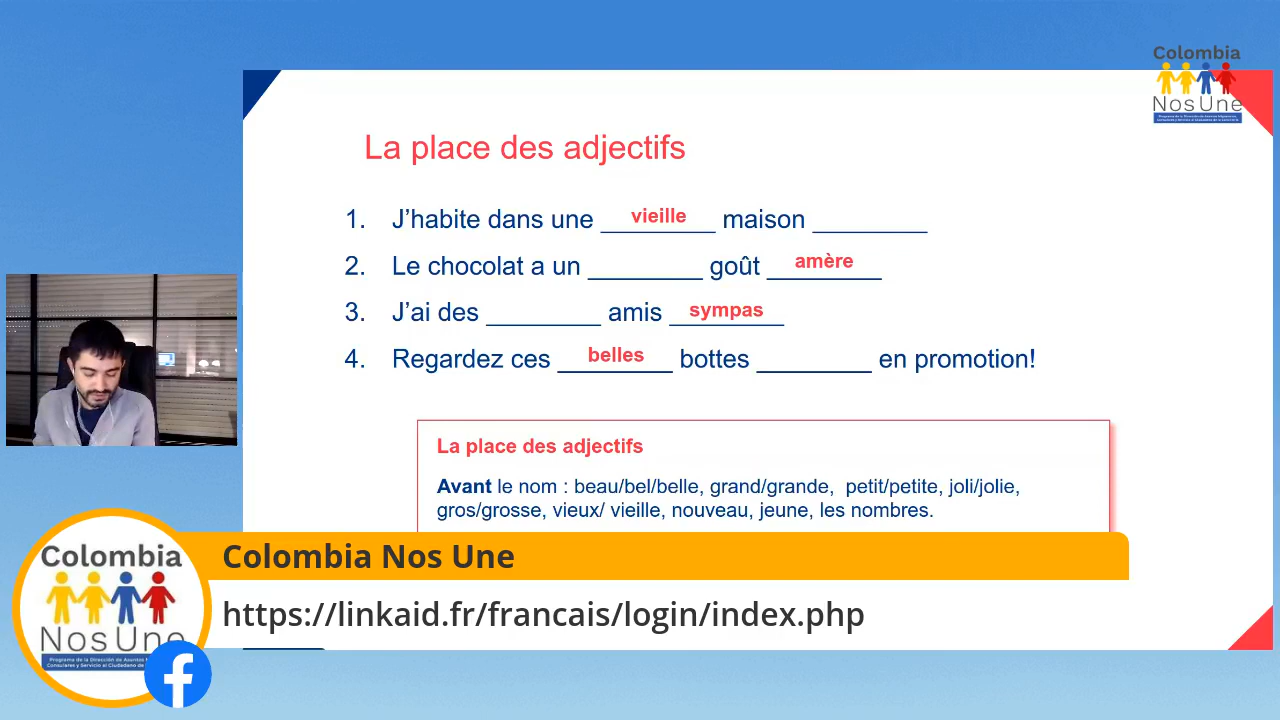 Colombia
Nos Une
La place des adjectifs
1. J'habite dans une vieille maison ________
2. Le chocolat a un ________ goût amère
3. J'ai des ________ amis sympas
4. Regardez ces belles bottes ________ en promotion!
La place des adjectifs
Avant le nom : beau/bel/belle, grand/grande, petit/petite, joli/jolie,
gros/grosse, vieux/ vieille, nouveau, jeune, les nombres.
Colombia Nos Une
https://linkaid.fr/francais/login/index.php
Colombia
Nos Une